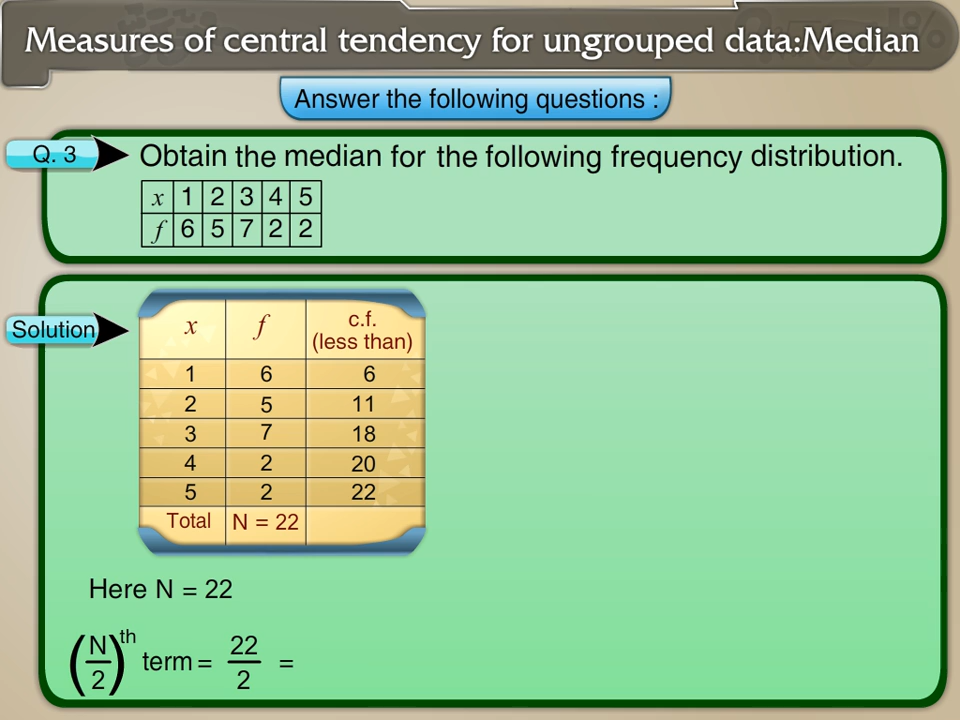 Measures of central tendency for ungrouped data:Median
Answer the following questions :
Q. 3
Obtain the median for the following frequency distribution.
x 1 2 3 4 5
f 6 5 7 2 2
Solution
x f c.f. (less than)
1 6 6
2 5 11
3 7 18
4 2 20
5 2 22
Total N = 22
Here N = 22
(N/2)th term = 22/2 =